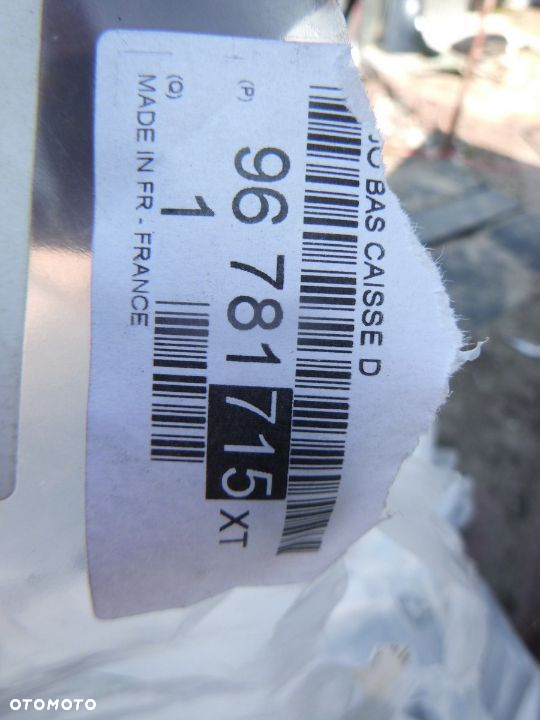 BAS CAISSE D
(P)
96 781 715 XT
(Q)
1
MADE IN FR - FRANCE
OTOMOTO